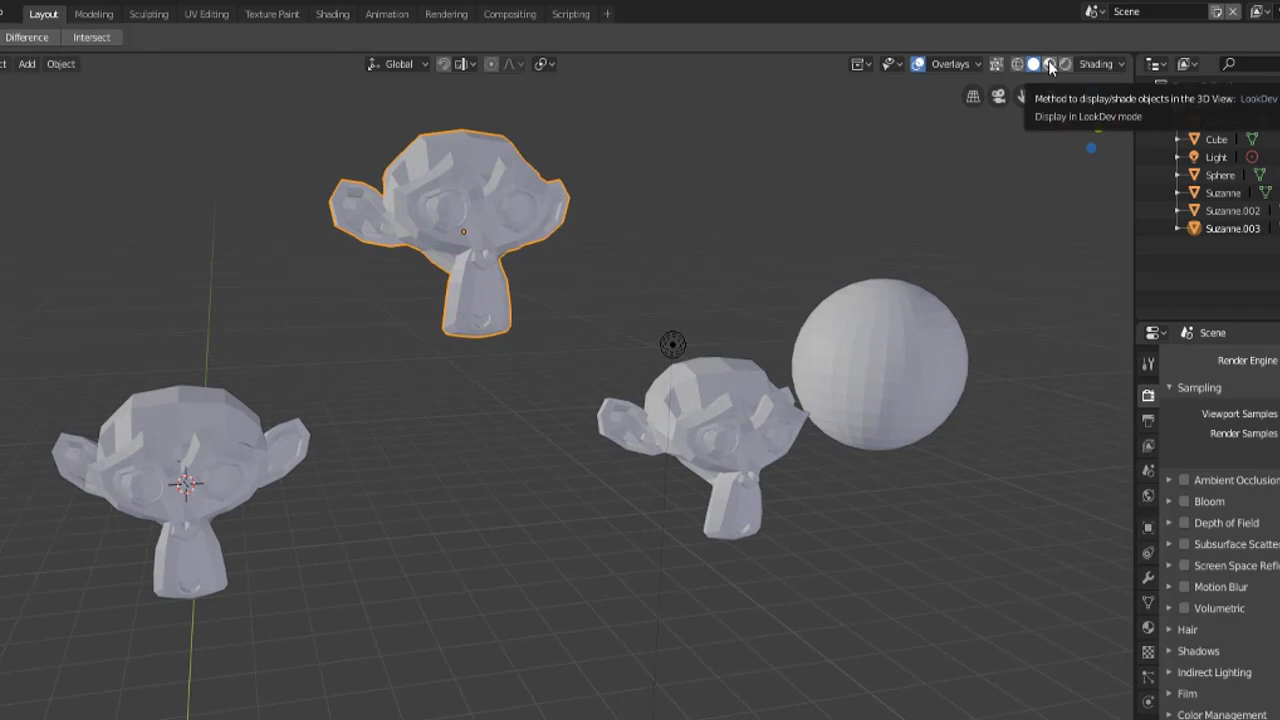 Layout Modeling Sculpting UV Editing Texture Paint Shading Animation Rendering Compositing Scripting +
Scene
Difference Intersect
Add Object
Global
Overlays
Shading
Method to display/shade objects in the 3D View: LookDev
Display in LookDev mode
Cube
Light
Sphere
Suzanne
Suzanne.002
Suzanne.003
Scene
Render Engine
Sampling
Viewport Samples
Render Samples
Ambient Occlusion
Bloom
Depth of Field
Subsurface Scatte
Screen Space Refl
Motion Blur
Volumetric
Hair
Shadows
Indirect Lighting
Film
Color Management